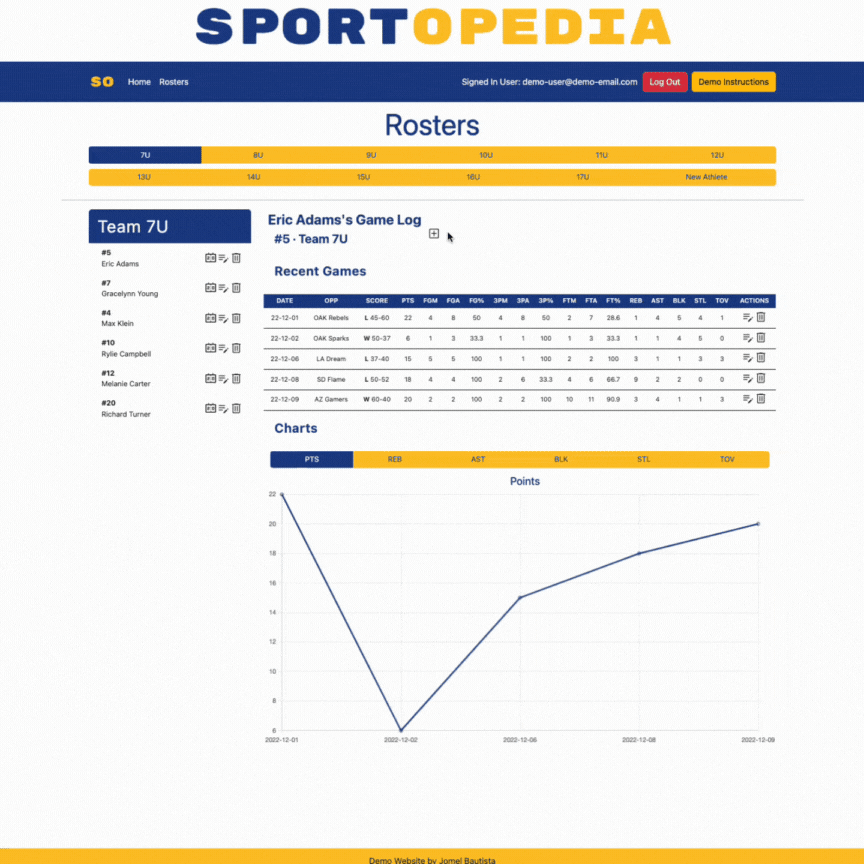 SPORTOPEDIA
SO Home Rosters Signed In User: demo-user@demo-email.com Log Out Demo Instructions
Rosters
7U 8U 9U 10U 11U 12U
13U 14U 15U 16U 17U New Athlete
Team 7U
#5
Eric Adams
#7
Gracelynn Young
#4
Max Klein
#10
Rylie Campbell
#12
Melanie Carter
#20
Richard Turner
Eric Adams's Game Log
#5 · Team 7U
Recent Games
DATE OPP SCORE PTS FGM FGA FG% 3PM 3PA 3P% FTM FTA FT% REB AST BLK STL TOV ACTIONS
22-12-01 OAK Rebels L 45-60 22 4 8 50 4 8 50 2 7 28.6 1 4 5 4 1
22-12-02 OAK Sparks W 50-37 6 1 3 33.3 1 1 100 1 3 33.3 1 1 4 5 0
22-12-06 LA Dream L 37-40 15 5 5 100 1 1 100 2 2 100 3 1 1 3 3
22-12-08 SD Flame L 50-52 18 4 4 100 2 6 33.3 4 6 66.7 9 2 2 0 0
22-12-09 AZ Gamers W 60-40 20 2 2 100 2 2 100 10 11 90.9 3 4 1 1 3
Charts
PTS REB AST BLK STL TOV
Points
22
20
18
16
14
12
10
8
6
2022-12-01 2022-12-02 2022-12-06 2022-12-08 2022-12-09
Demo Website by Jomel Bautista